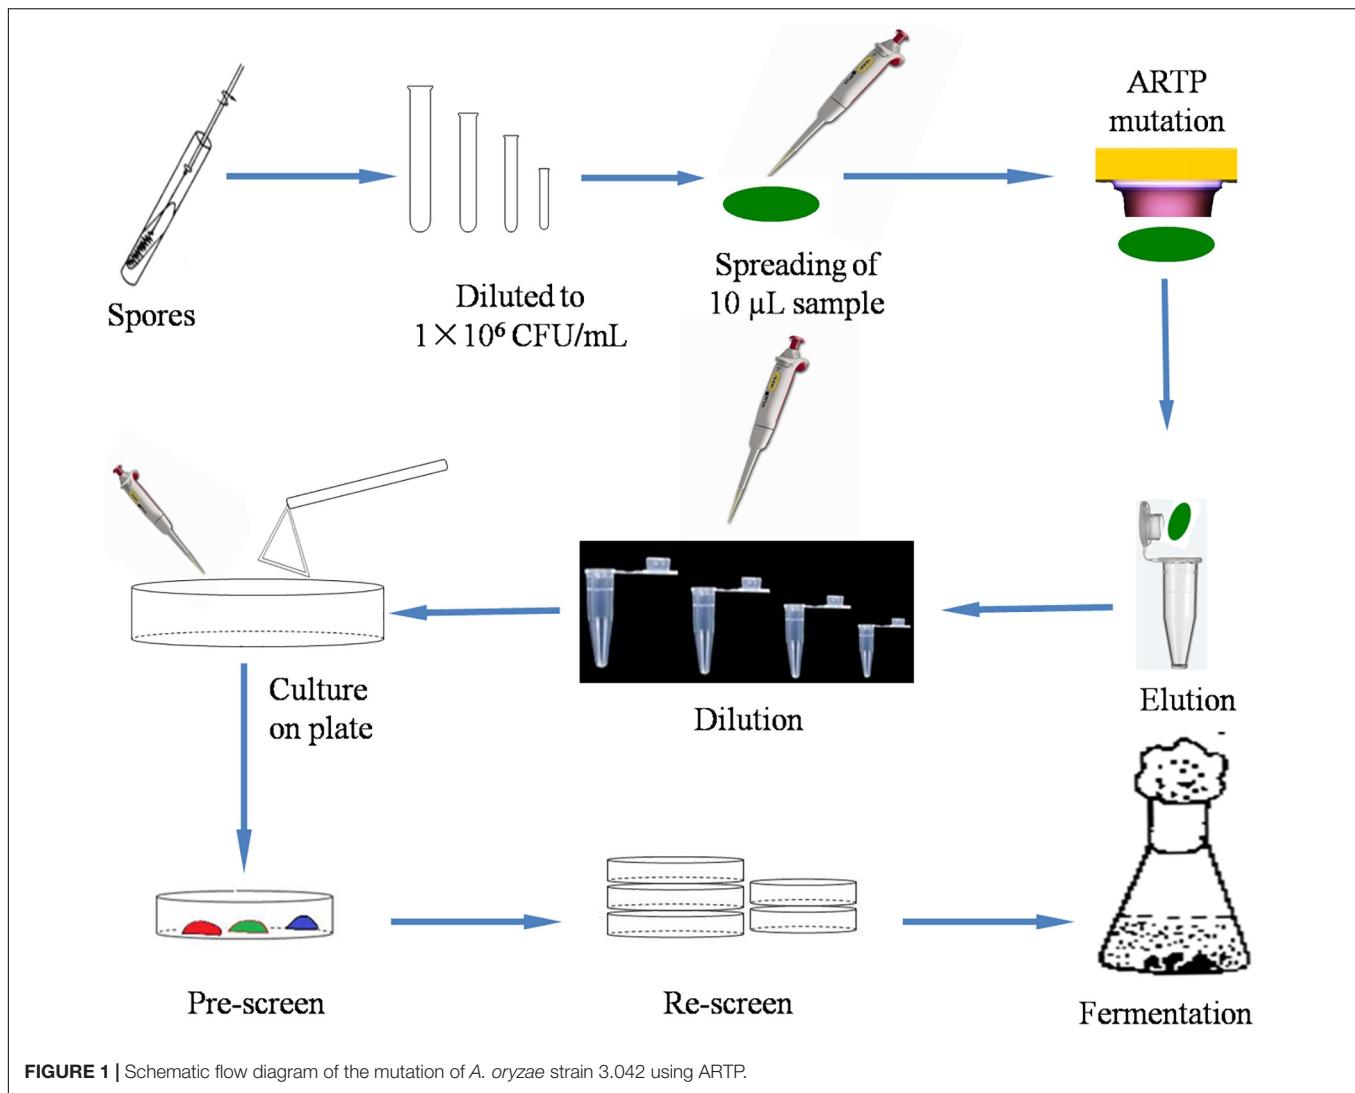 Spores
Diluted to
1×10⁶ CFU/mL
Spreading of
10 µL sample
ARTP
mutation
Elution
Dilution
Culture
on plate
Pre-screen
Re-screen
Fermentation
FIGURE 1 | Schematic flow diagram of the mutation of A. oryzae strain 3.042 using ARTP.